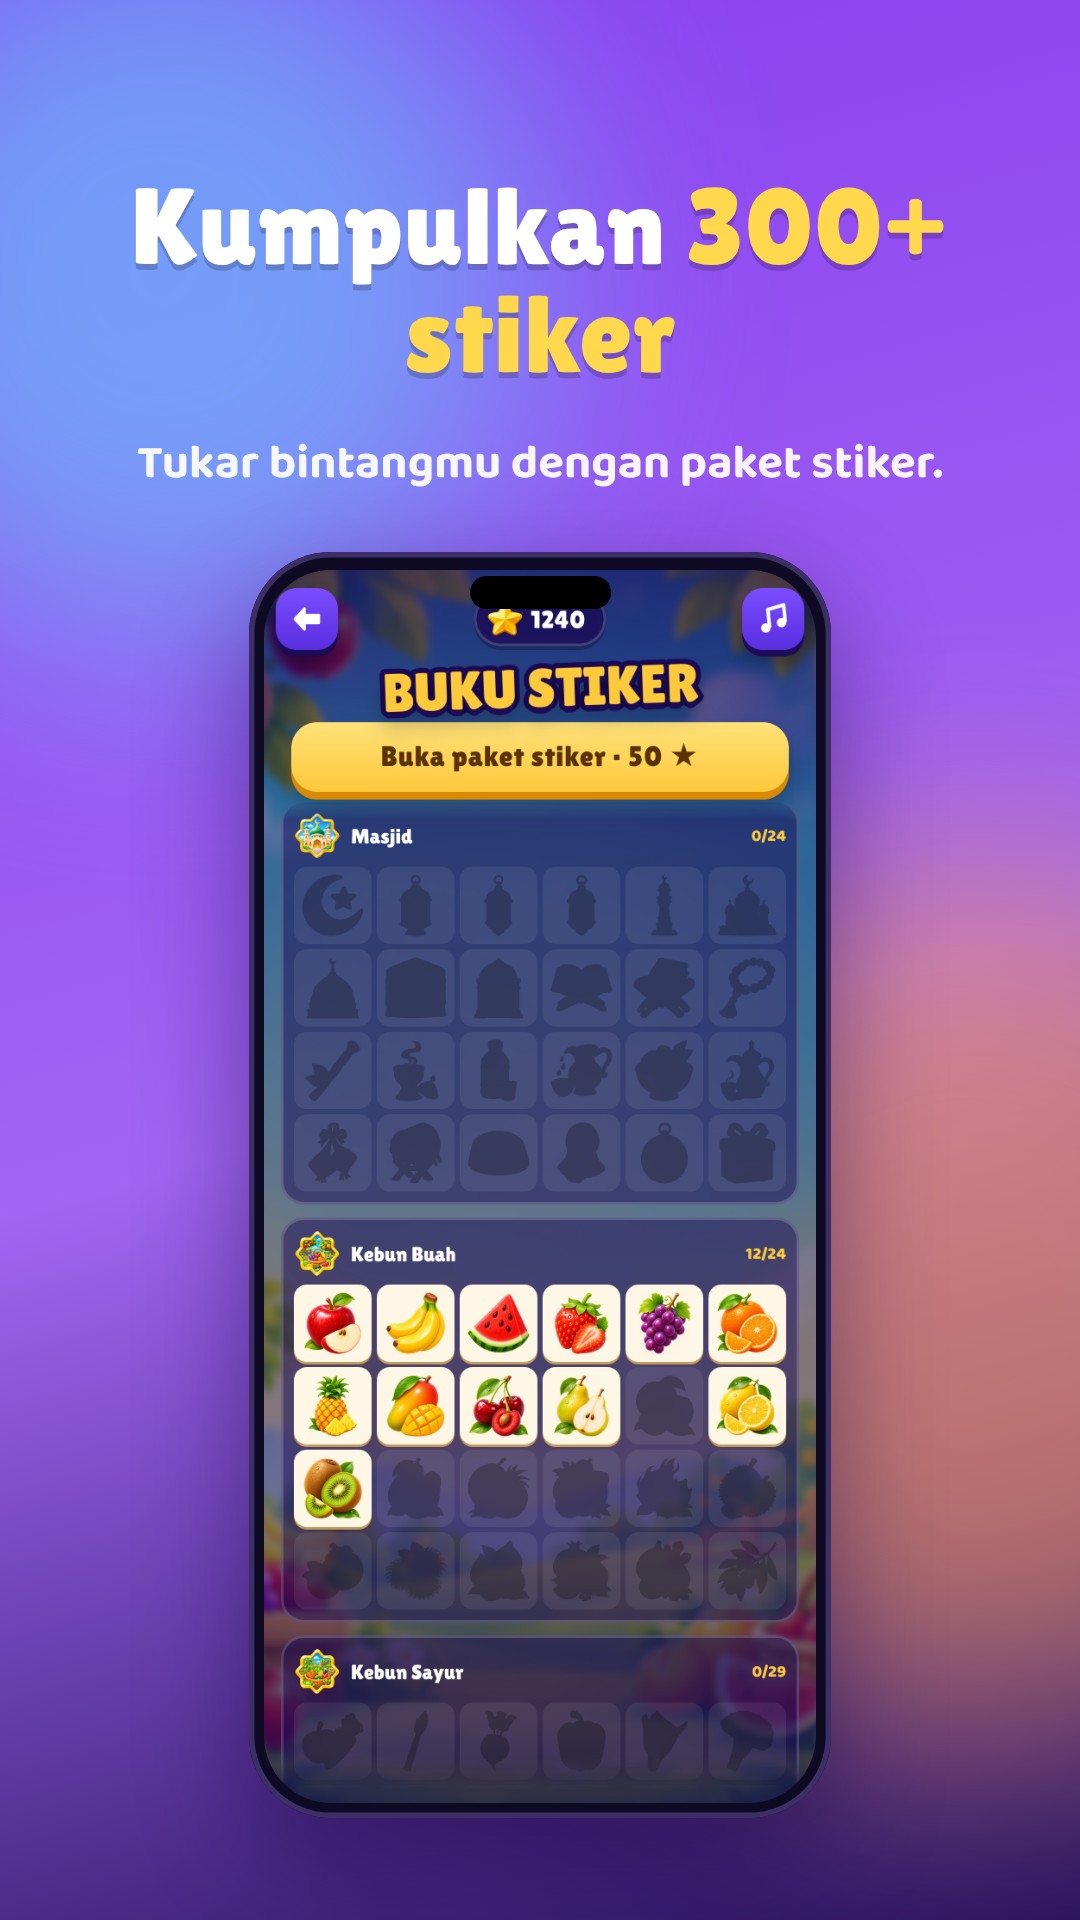 Kumpulkan 300+
stiker
Tukar bintangmu dengan paket stiker.
1240
BUKU STIKER
Buka paket stiker · 50 ★
Masjid 0/24
Kebun Buah 12/24
Kebun Sayur 0/29